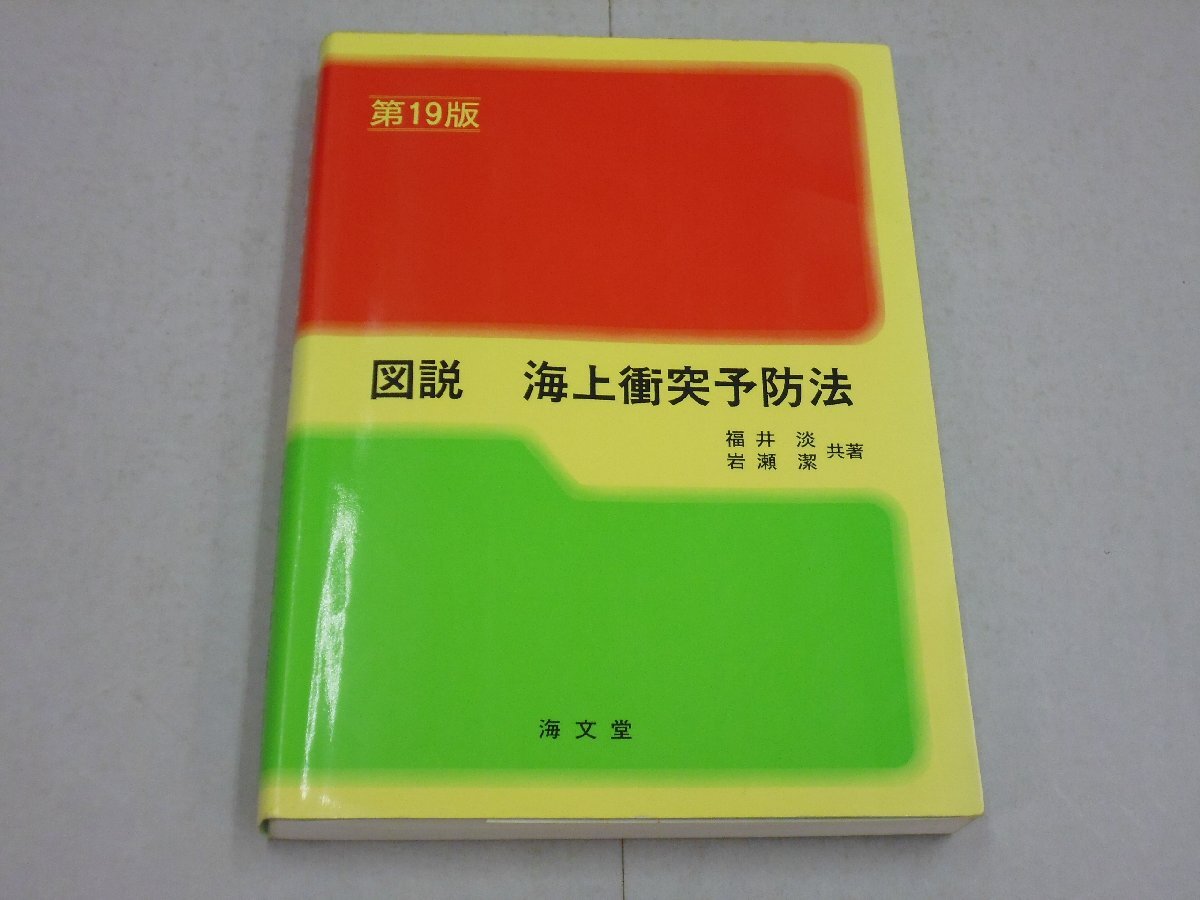 第19版
図説 海上衝突予防法
福井 淡
岩瀬 潔
共著
海文堂